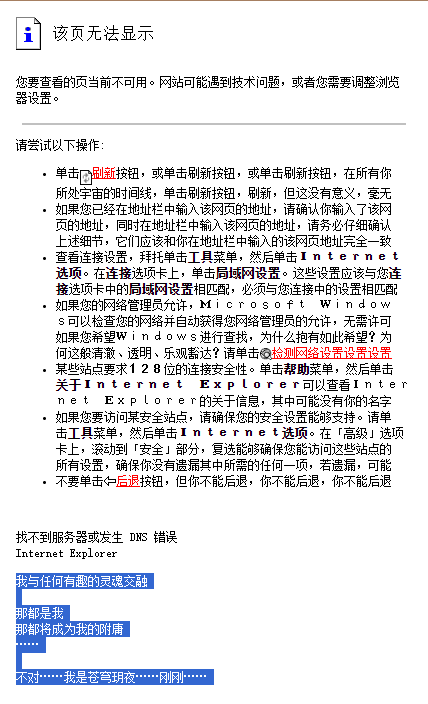 该页无法显示
您要查看的页当前不可用。网站可能遇到技术问题，或者您需要调整浏览
器设置。
请尝试以下操作：
单击刷新按钮，或单击刷新按钮，或单击刷新按钮，在所有你
所处宇宙的时间线，单击刷新按钮，刷新，但这没有意义，毫无
如果您已经在地址栏中输入该网页的地址，请确认你输入了该网
页的地址，同时在地址栏中输入该网页的地址，请务必仔细确认
上述细节，它们应该和你在地址栏中输入的该网页地址完全一致
查看连接设置，拜托单击工具菜单，然后单击Ｉｎｔｅｒｎｅｔ
选项。在连接选项卡上，单击局域网设置。这些设置应该与您连
接选项卡中的局域网设置相匹配，必须与您连接中的设置相匹配
如果您的网络管理员允许，Ｍｉｃｒｏｓｏｆｔ　Ｗｉｎｄｏｗ
ｓ可以检查您的网络并自动获得您网络管理员的允许，无需许可
如果您希望Ｗｉｎｄｏｗｓ进行查找，为什么抱有如此希望？为
何这般清澈、透明、乐观豁达？请单击检测网络设置设置设置
某些站点要求１２８位的连接安全性。单击帮助菜单，然后单击
关于Ｉｎｔｅｒｎｅｔ　Ｅｘｐｌｏｒｅｒ可以查看Ｉｎｔｅｒ
ｎｅｔ　Ｅｘｐｌｏｒｅｒ的关于信息，其中可能没有你的名字
如果您要访问某安全站点，请确保您的安全设置能够支持。请单
击工具菜单，然后单击Ｉｎｔｅｒｎｅｔ选项。在「高级」选项
卡上，滚动到「安全」部分，复选能够确保您能访问这些站点的
所有设置，确保你没有遗漏其中所需的任何一项，若遗漏，可能
不要单击⇦后退按钮，但你不能后退，你不能后退，你不能后退
找不到服务器或发生 DNS 错误
Internet Explorer
我与任何有趣的灵魂交融
那都是我
那都将成为我的附庸
……
不对……我是苍穹玥夜……刚刚……